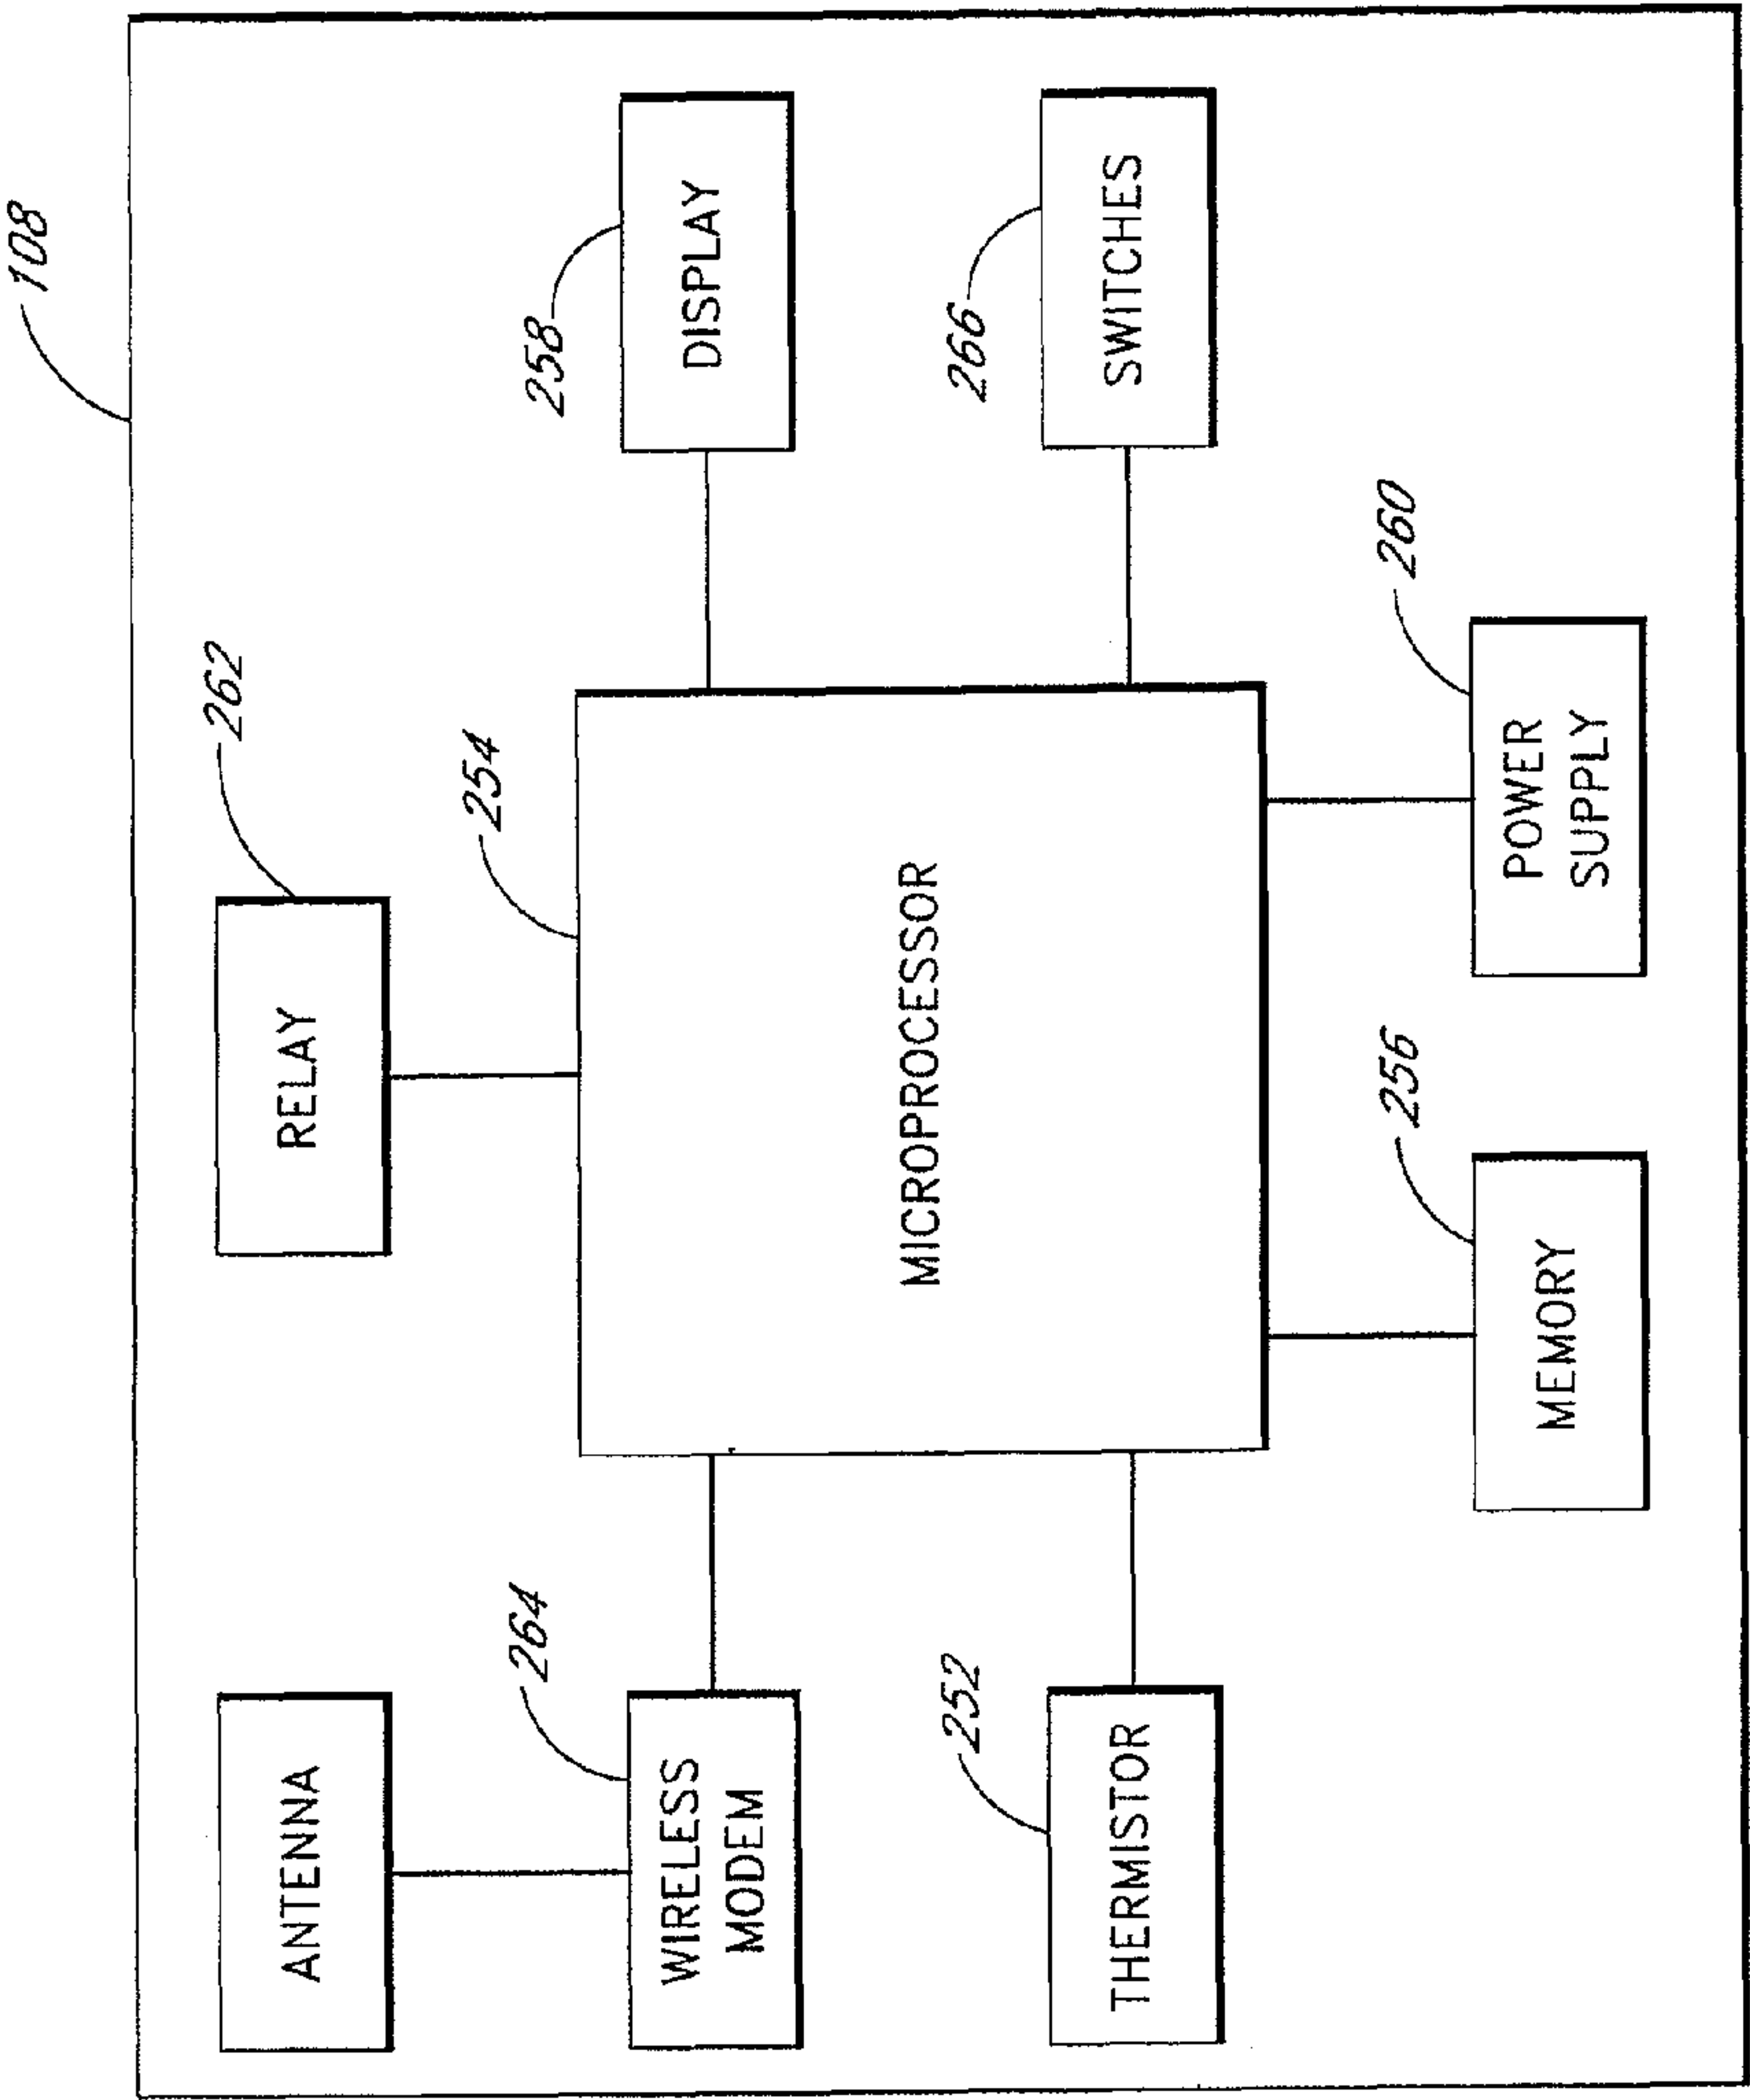 108
262
ANTENNA
RELAY
254
264
258
WIRELESS
MODEM
DISPLAY
MICROPROCESSOR
252
266
THERMISTOR
SWITCHES
256
260
MEMORY
POWER
SUPPLY